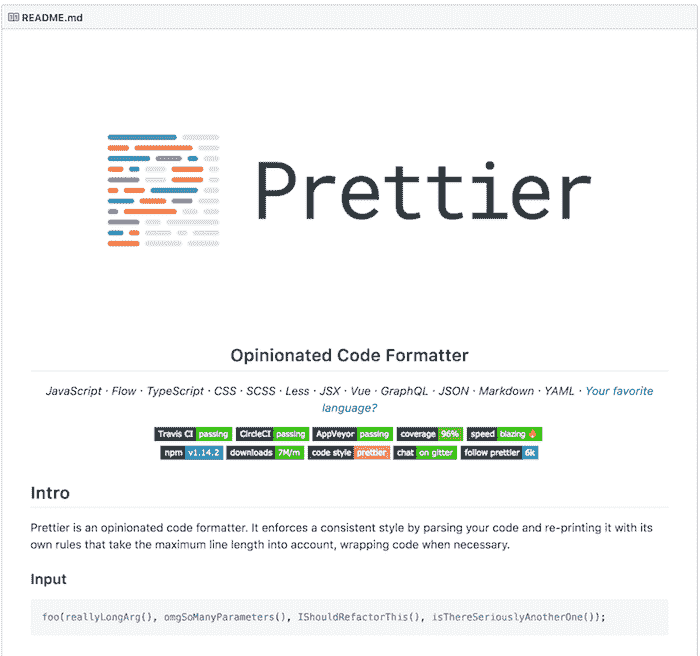 README.md
Prettier
Opinionated Code Formatter
JavaScript · Flow · TypeScript · CSS · SCSS · Less · JSX · Vue · GraphQL · JSON · Markdown · YAML · Your favorite
language?
Travis CI passing CircleCI passing AppVeyor passing coverage 96% speed blazing 🔥
npm v1.14.2 downloads 7M/m code style prettier chat on gitter follow prettier 6k
Intro
Prettier is an opinionated code formatter. It enforces a consistent style by parsing your code and re-printing it with its
own rules that take the maximum line length into account, wrapping code when necessary.
Input
foo(reallyLongArg(), omgSoManyParameters(), IShouldRefactorThis(), isThereSeriouslyAnotherOne());